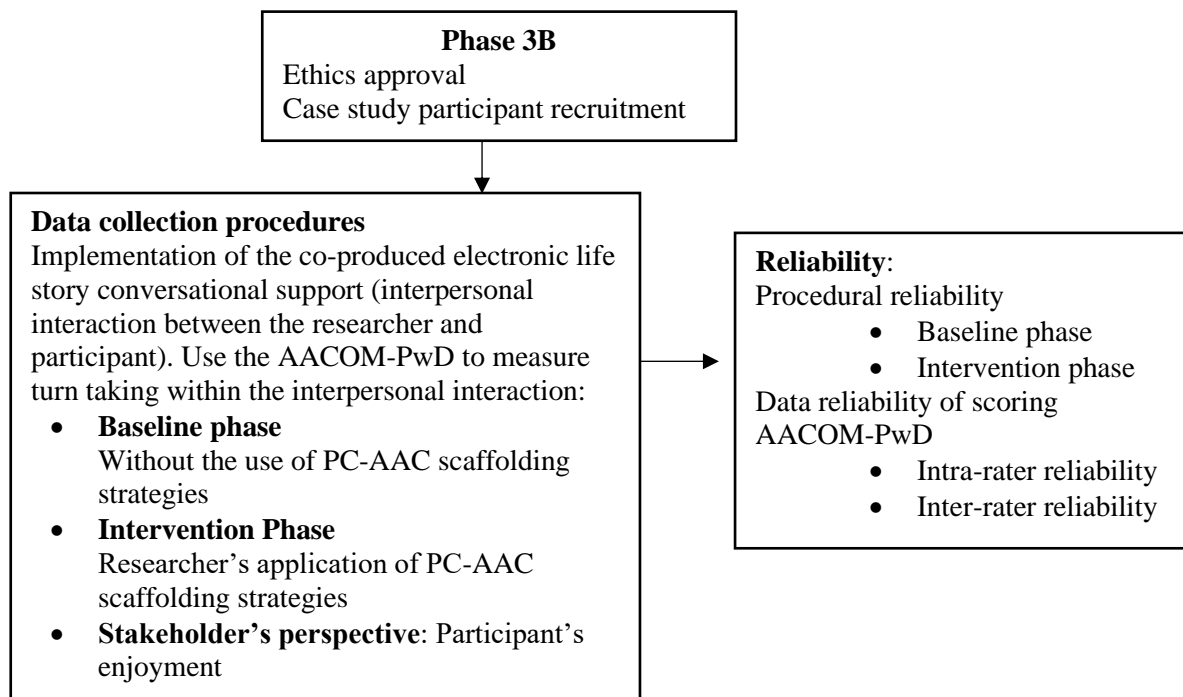 Phase 3B
Ethics approval
Case study participant recruitment
Data collection procedures
Implementation of the co-produced electronic life
story conversational support (interpersonal
interaction between the researcher and
participant). Use the AACOM-PwD to measure
turn taking within the interpersonal interaction:
• Baseline phase
Without the use of PC-AAC scaffolding
strategies
• Intervention Phase
Researcher’s application of PC-AAC
scaffolding strategies
• Stakeholder’s perspective: Participant’s
enjoyment
Reliability:
Procedural reliability
• Baseline phase
• Intervention phase
Data reliability of scoring
AACOM-PwD
• Intra-rater reliability
• Inter-rater reliability